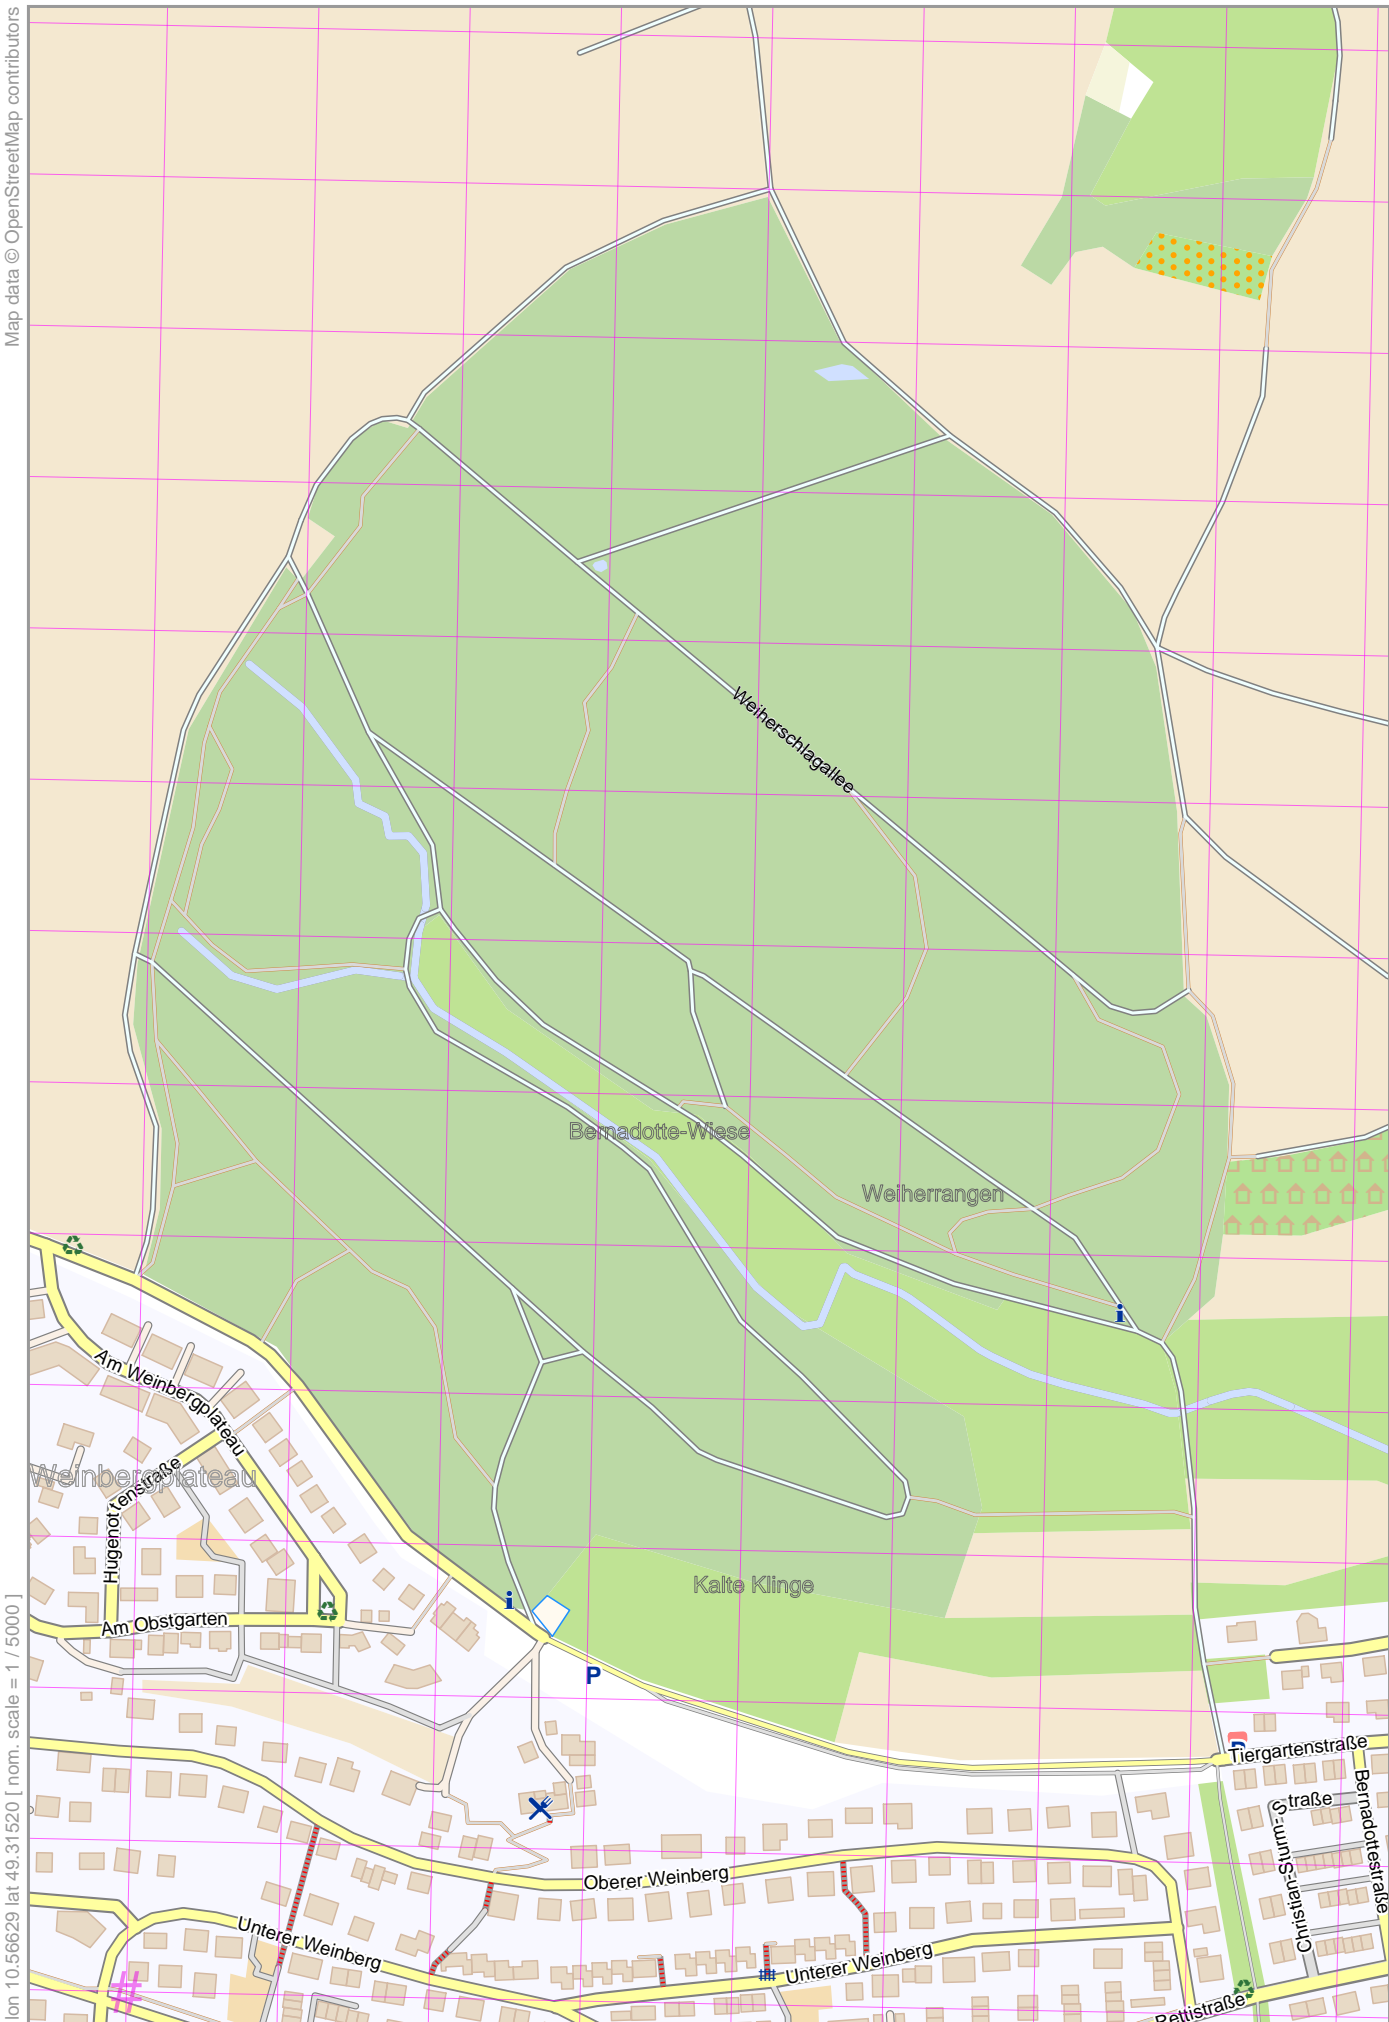 Map data © OpenStreetMap contributors
Weiherschlagallee
Bernadotte-Wiese
Weiherrangen
i
Am Weinbergplateau
Weinbergplateau
Hugenottenstraße
Kalte Klinge
i
Am Obstgarten
P
P
Tiergartenstraße
Straße
Christian-Sturm-
Bernadottestraße
Oberer Weinberg
Unterer Weinberg
Unterer Weinberg
Rettistraße
lon 10.56629 lat 49.31520 [ nom. scale = 1 / 5000 ]